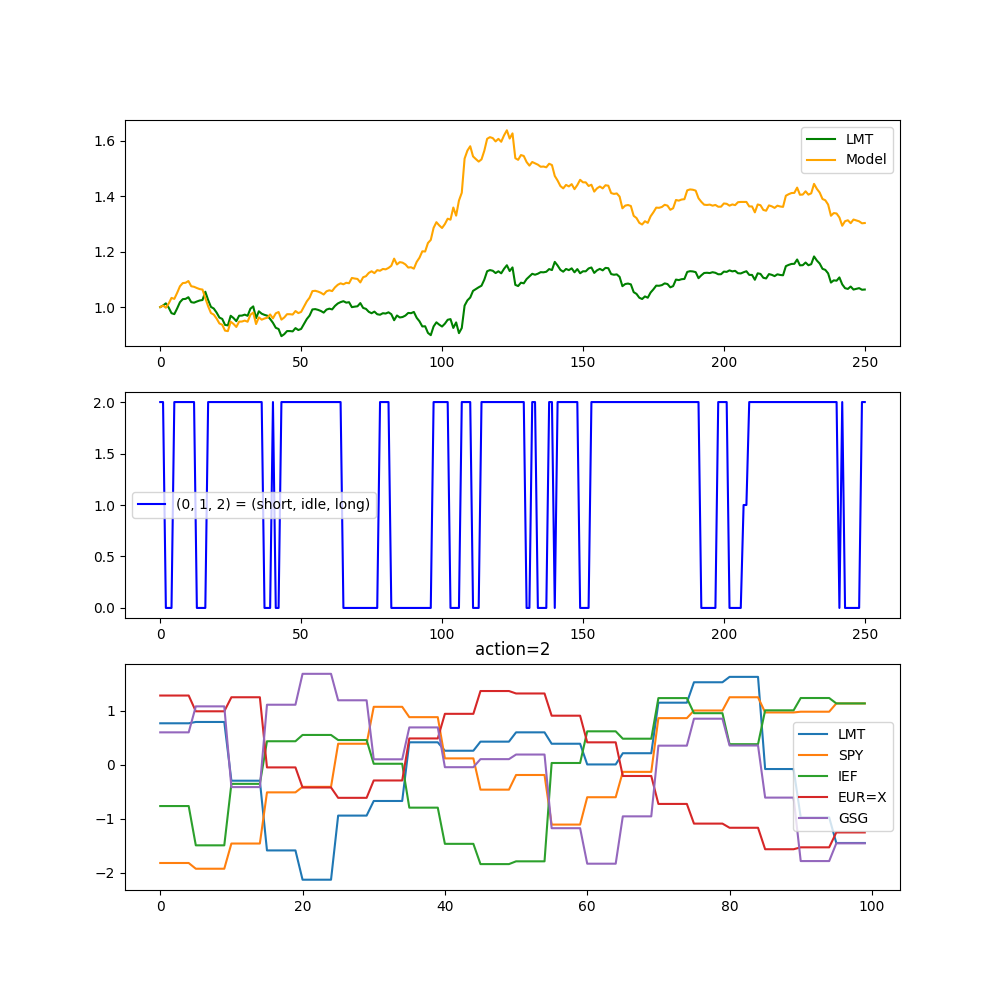 1.6
1.4
1.2
1.0
LMT
Model
0 50 100 150 200 250
2.0
1.5
1.0
0.5
0.0
(0, 1, 2) = (short, idle, long)
0 50 100 150 200 250
action=2
1
0
−1
−2
LMT
SPY
IEF
EUR=X
GSG
0 20 40 60 80 100